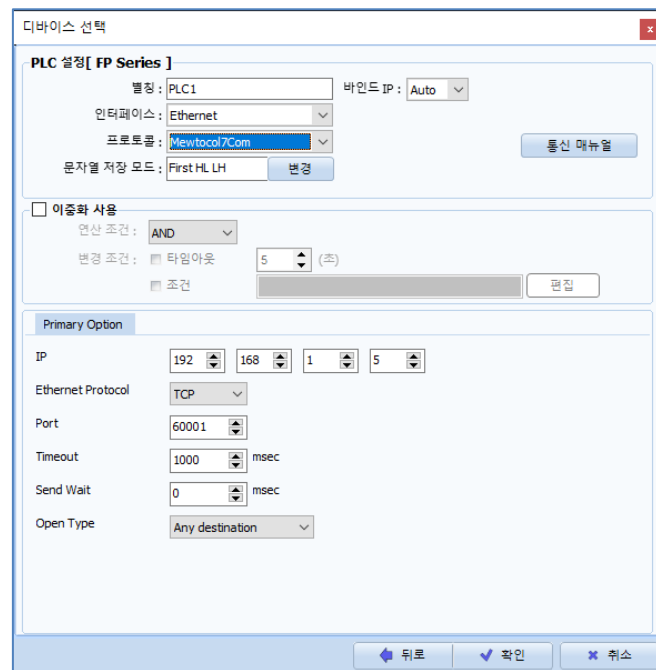 디바이스 선택
x
PLC 설정[ FP Series ]
별칭 : PLC1 바인드 IP : Auto
인터페이스 : Ethernet
프로토콜 : Mewtocol7Com 통신 매뉴얼
문자열 저장 모드 : First HL LH 변경
이중화 사용
연산 조건 : AND
변경 조건 : 타임아웃 5 (초)
조건 편집
Primary Option
IP 192 168 1 5
Ethernet Protocol TCP
Port 60001
Timeout 1000 msec
Send Wait 0 msec
Open Type Any destination
뒤로 확인 취소